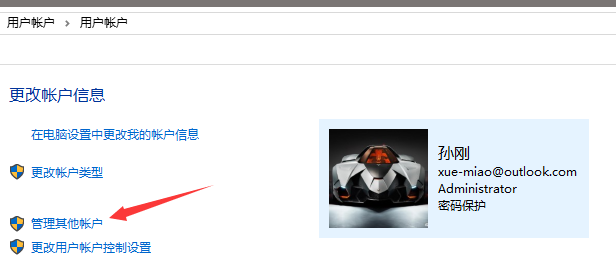 用户帐户 › 用户帐户
更改帐户信息
在电脑设置中更改我的帐户信息
更改帐户类型
管理其他帐户
更改用户帐户控制设置
孙刚
xue-miao@outlook.com
Administrator
密码保护